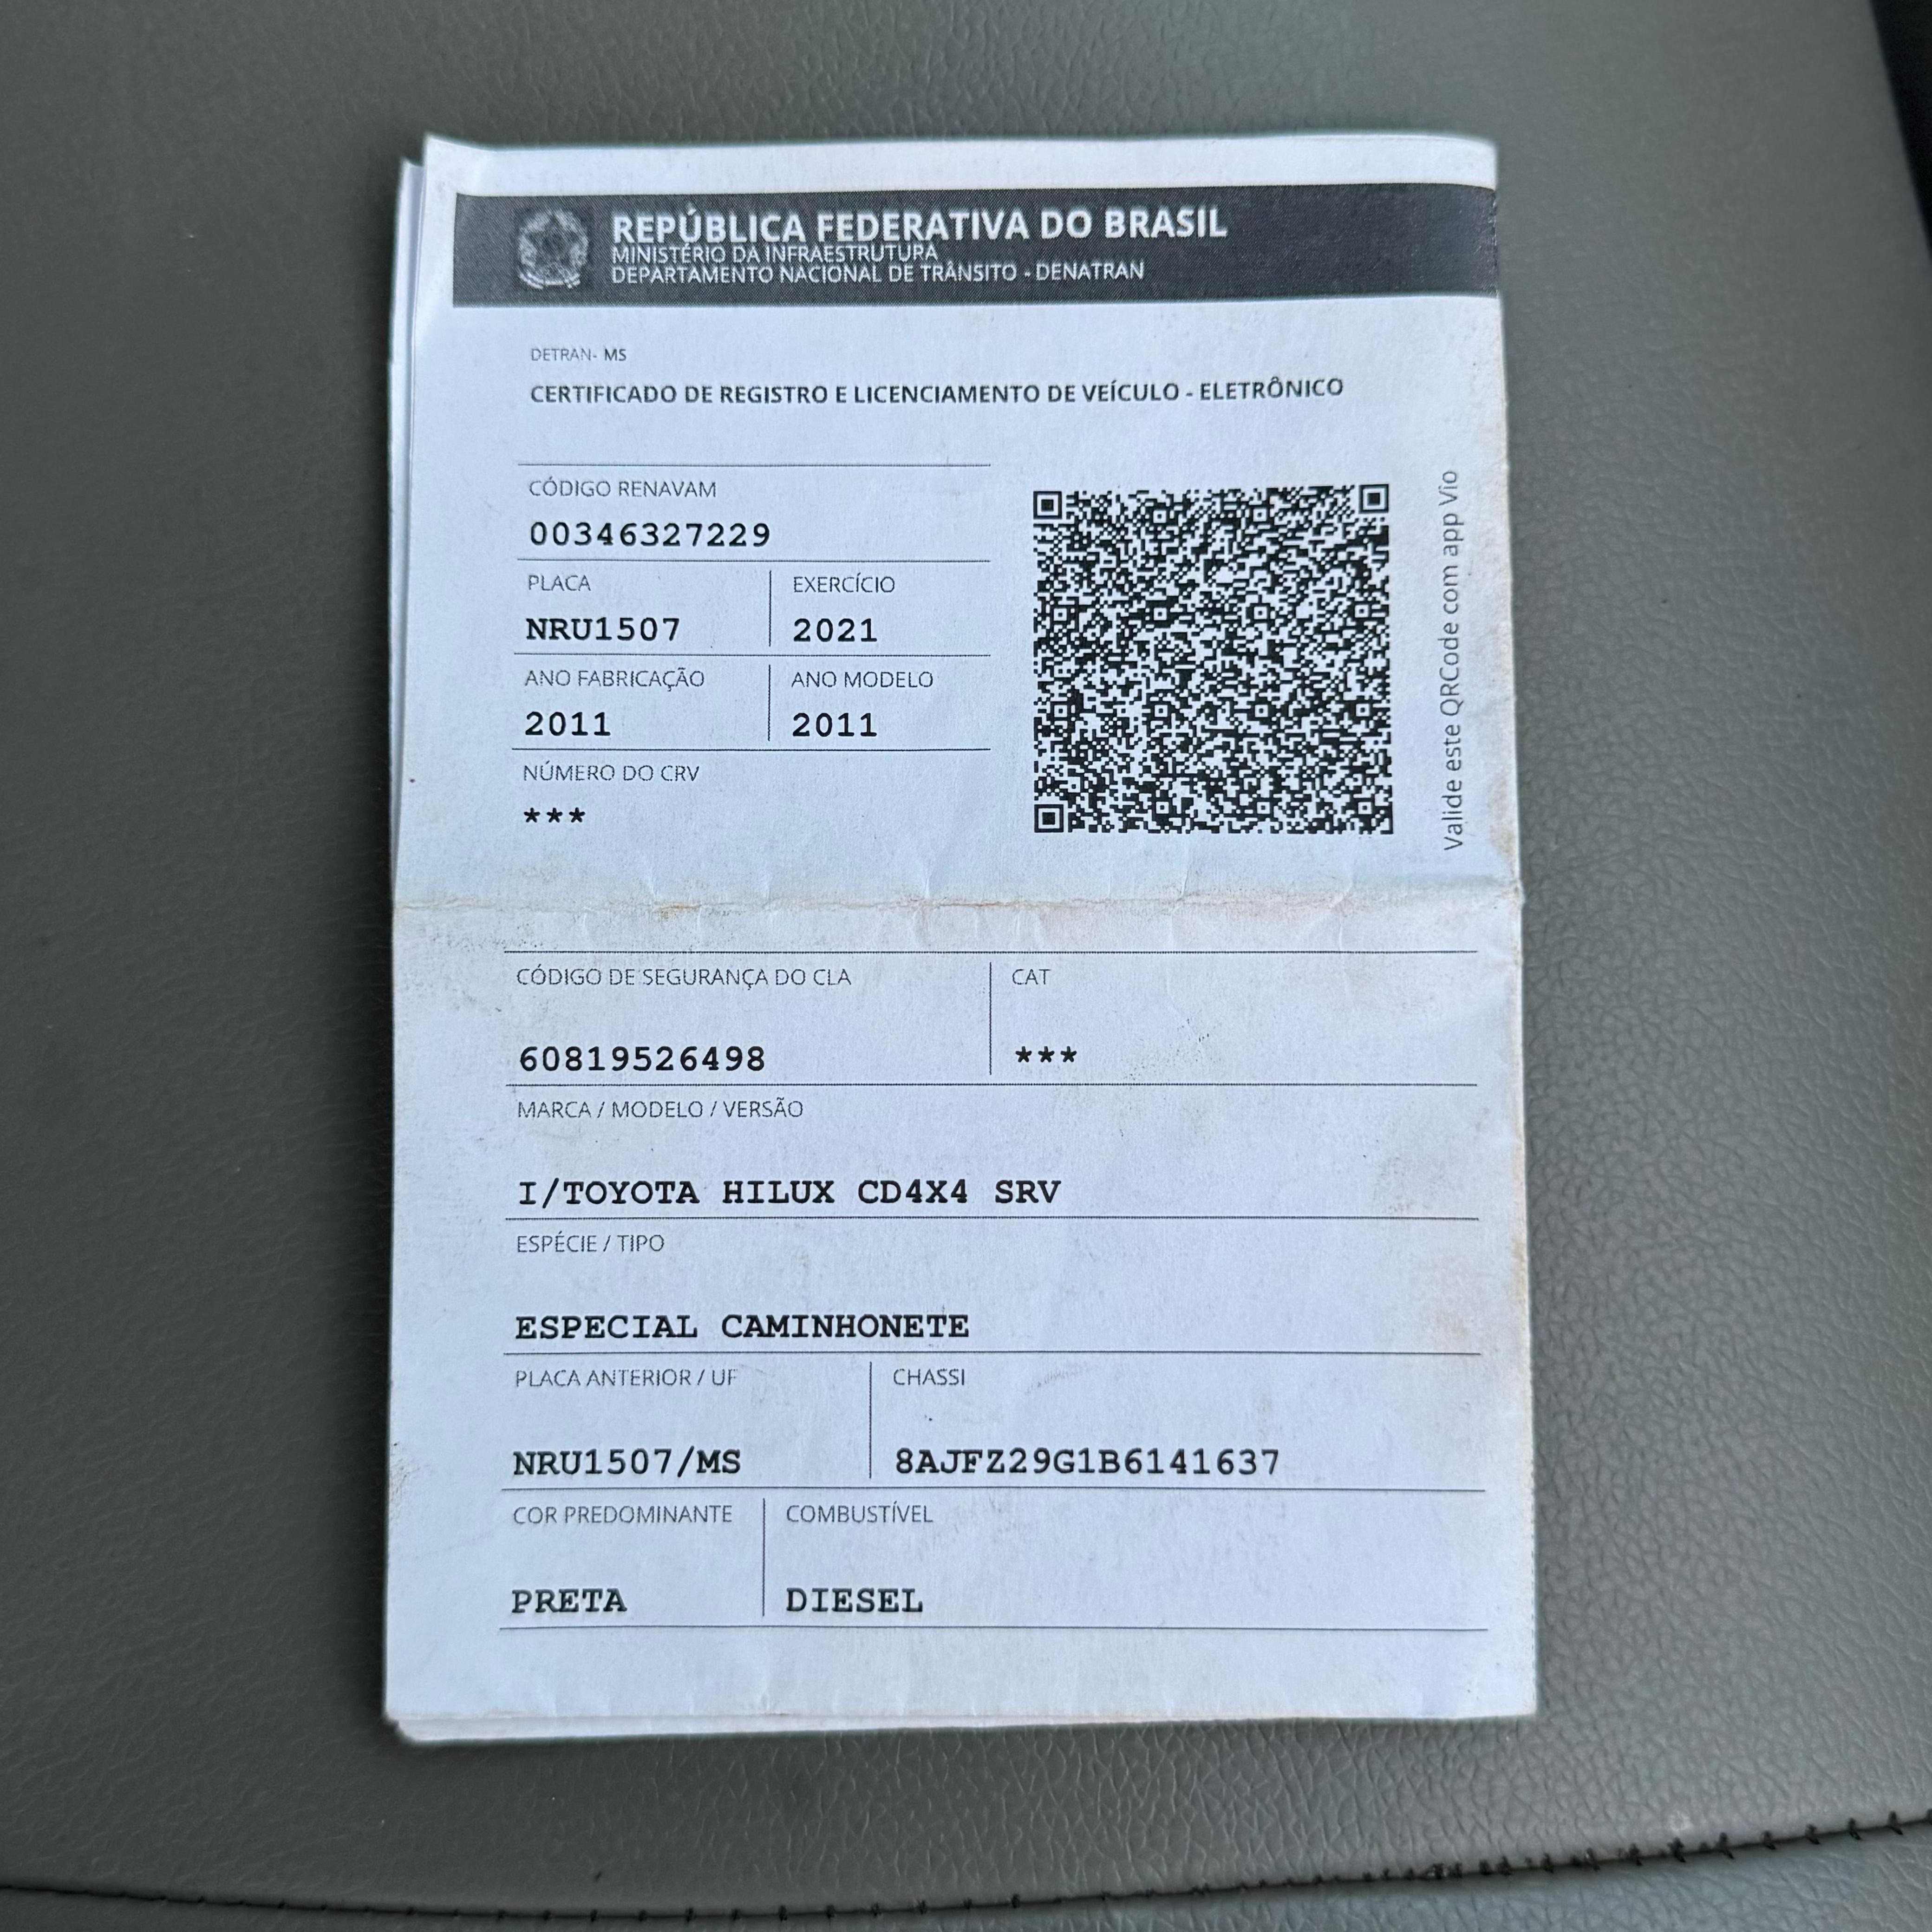 REPÚBLICA FEDERATIVA DO BRASIL
MINISTÉRIO DA INFRAESTRUTURA
DEPARTAMENTO NACIONAL DE TRÂNSITO - DENATRAN
DETRAN- MS
CERTIFICADO DE REGISTRO E LICENCIAMENTO DE VEÍCULO - ELETRÔNICO
CÓDIGO RENAVAM
00346327229
PLACA EXERCÍCIO
NRU1507 2021
ANO FABRICAÇÃO ANO MODELO
2011 2011
NÚMERO DO CRV
***
Valide este QRCode com app Vio
CÓDIGO DE SEGURANÇA DO CLA CAT
60819526498 ***
MARCA / MODELO / VERSÃO
I/TOYOTA HILUX CD4X4 SRV
ESPÉCIE / TIPO
ESPECIAL CAMINHONETE
PLACA ANTERIOR / UF CHASSI
NRU1507/MS 8AJFZ29G1B6141637
COR PREDOMINANTE COMBUSTÍVEL
PRETA DIESEL